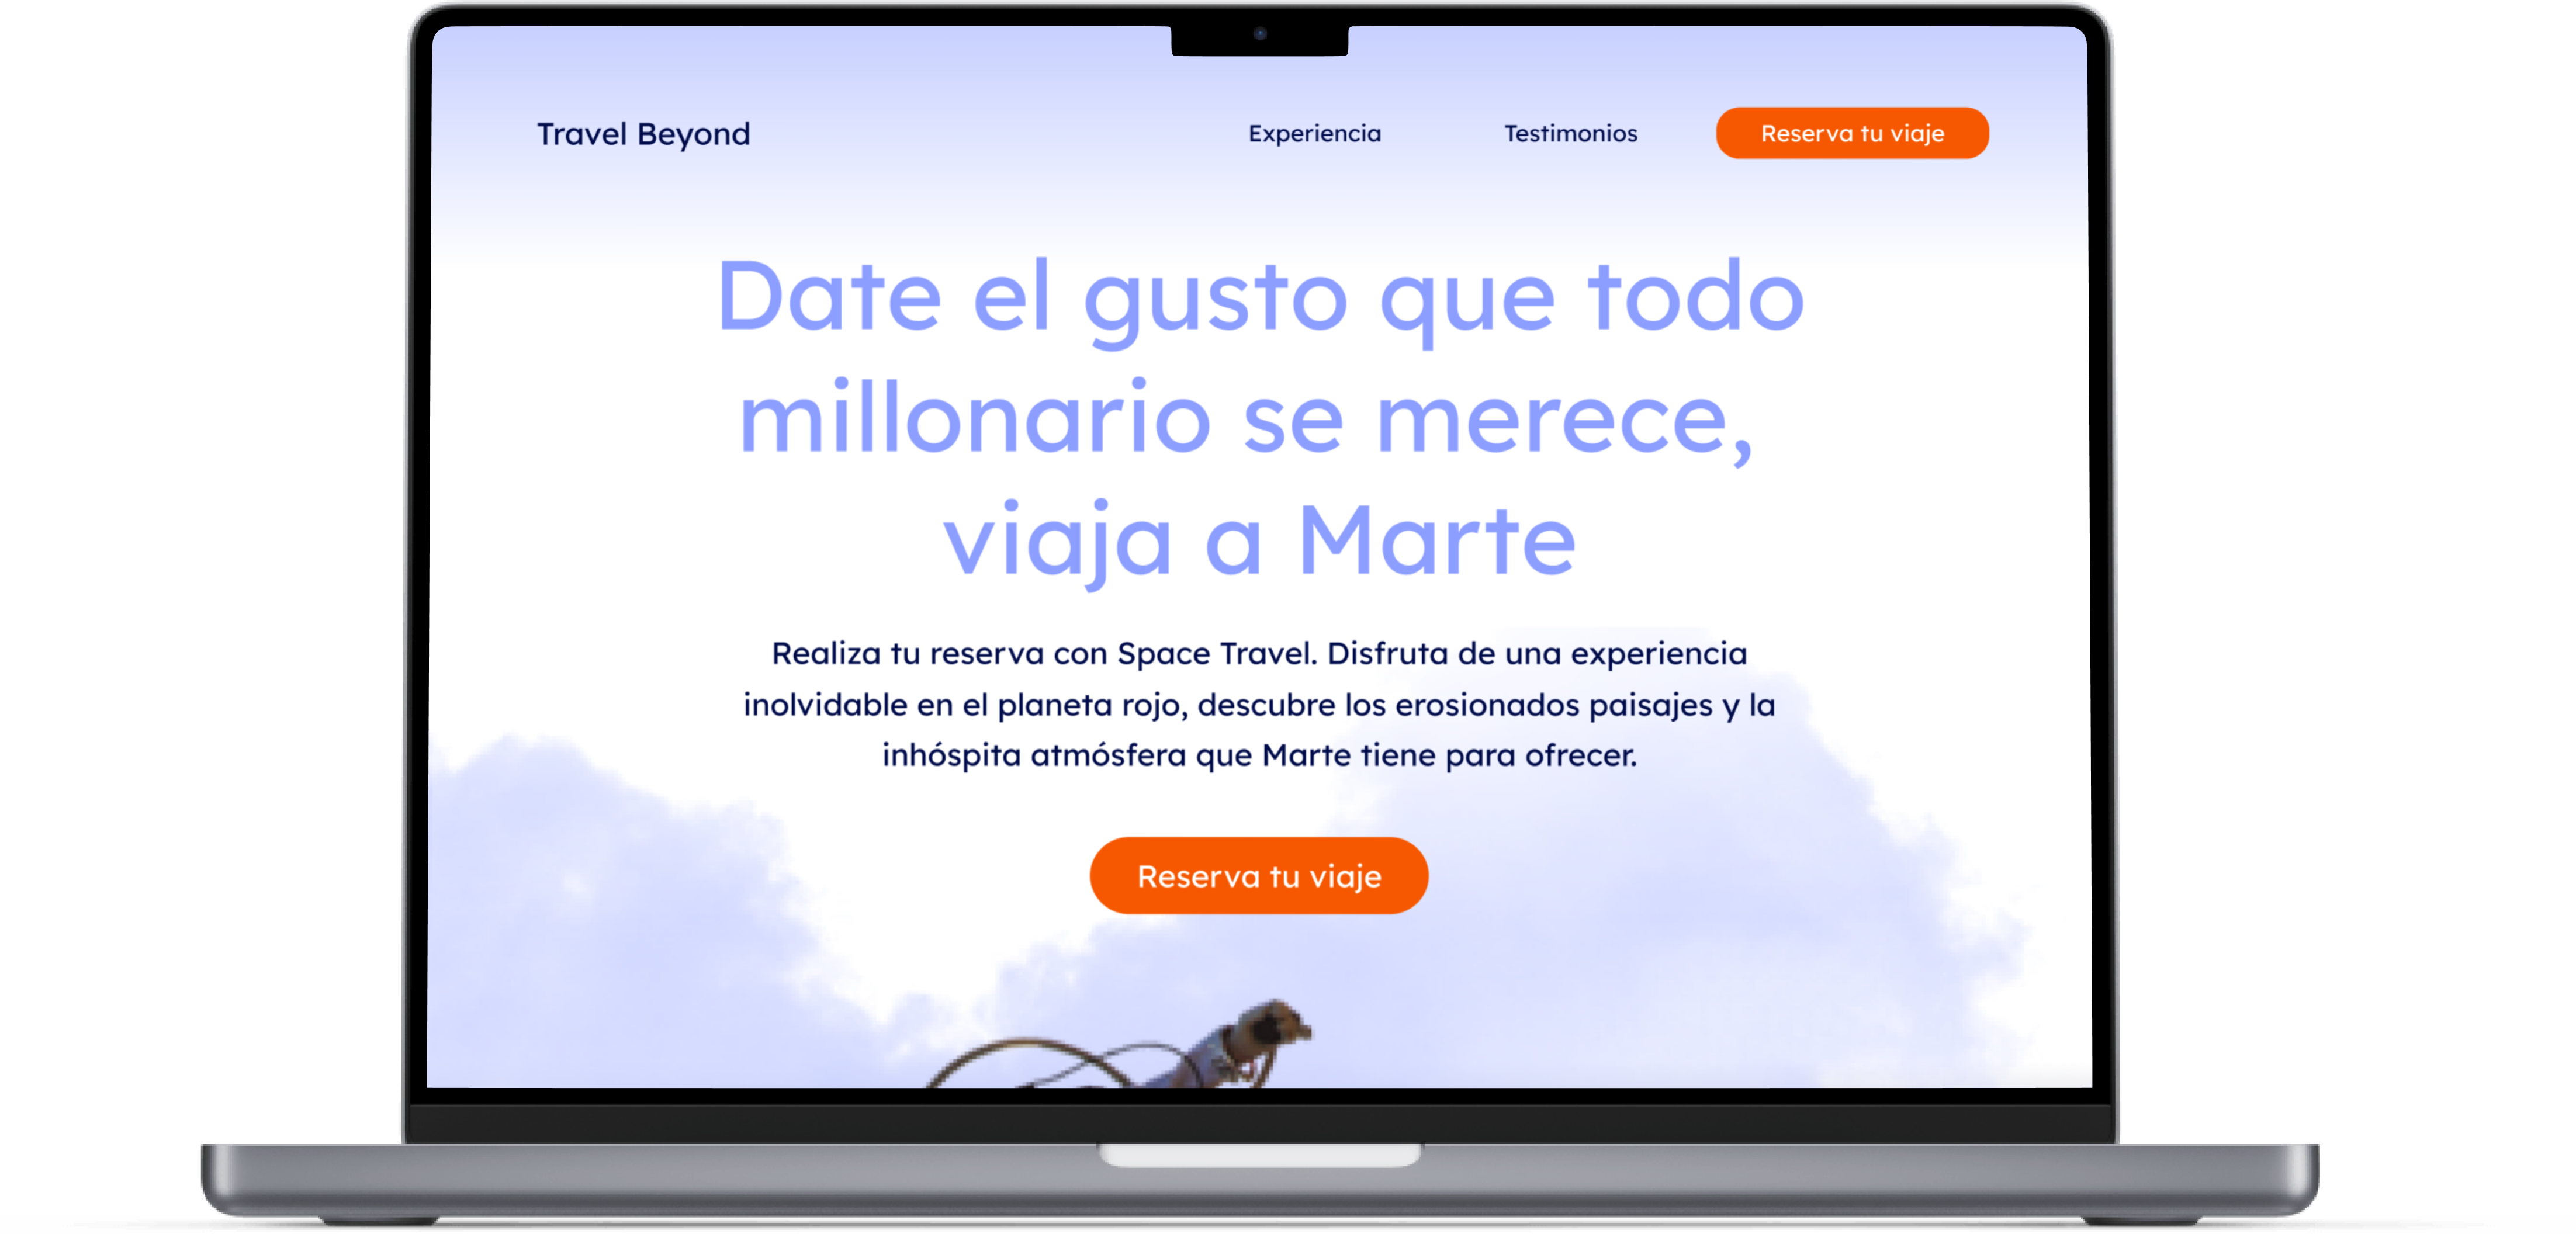 Travel Beyond
Experiencia
Testimonios
Reserva tu viaje
Date el gusto que todo
millonario se merece,
viaja a Marte
Realiza tu reserva con Space Travel. Disfruta de una experiencia
inolvidable en el planeta rojo, descubre los erosionados paisajes y la
inhóspita atmósfera que Marte tiene para ofrecer.
Reserva tu viaje